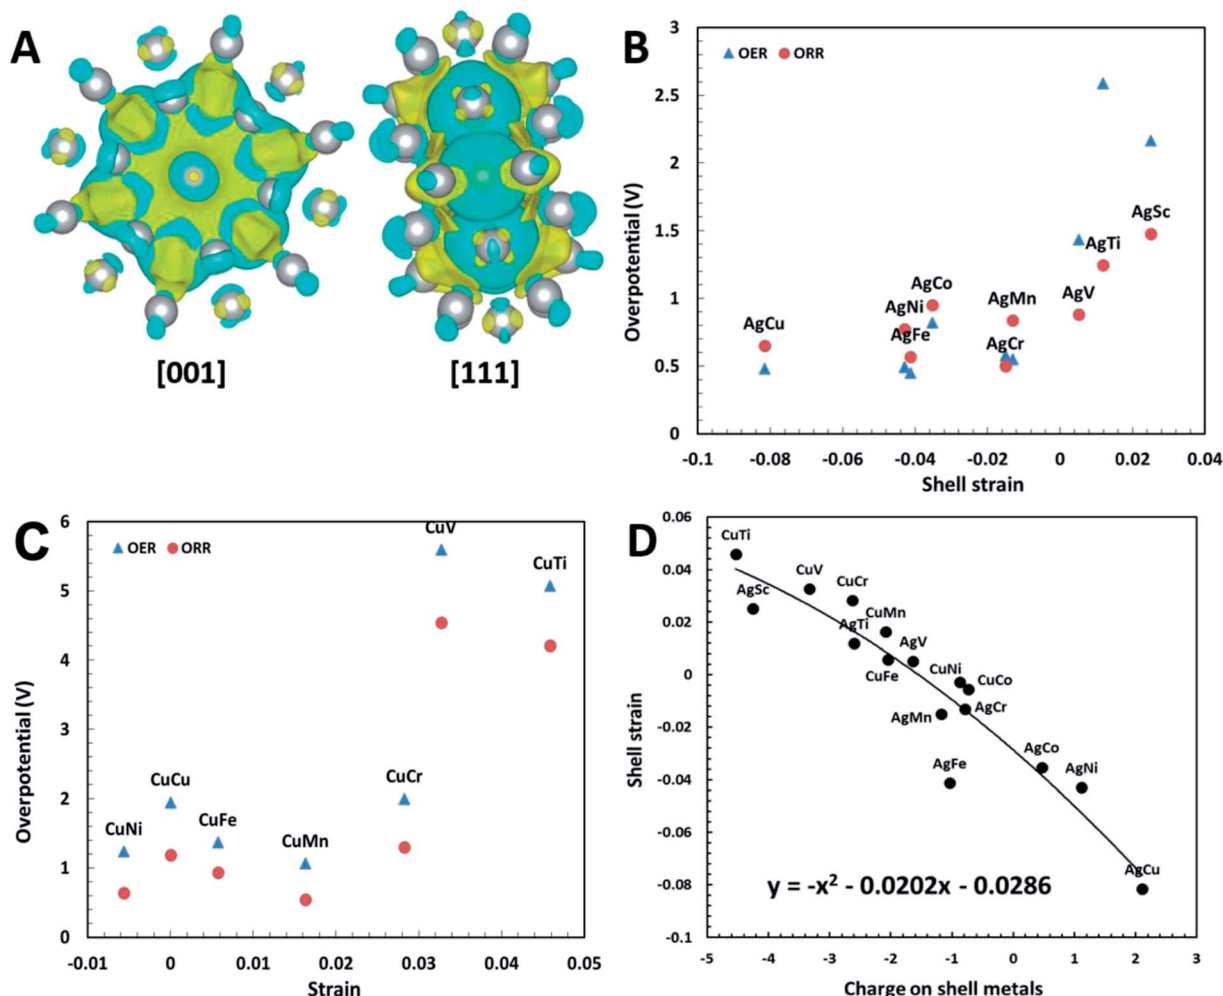 A
[001]
[111]
B
OER ORR
3
2.5
2
1.5
1
0.5
0
Overpotential (V)
AgSc
AgTi
AgV
AgCo
AgNi
AgMn
AgCu
AgFe
AgCr
-0.1 -0.08 -0.06 -0.04 -0.02 0 0.02 0.04
Shell strain
C
OER ORR
6
5
4
3
2
1
0
Overpotential (V)
CuV
CuTi
CuCu
CuCr
CuNi
CuFe
CuMn
-0.01 0 0.01 0.02 0.03 0.04 0.05
Strain
D
0.06
0.04
0.02
0
-0.02
-0.04
-0.06
-0.08
-0.1
Shell strain
CuTi
CuV
CuCr
AgSc
CuMn
AgTi
AgV
CuFe
CuNi
CuCo
AgMn
AgCr
AgCo
AgFe
AgNi
AgCu
y = -x² - 0.0202x - 0.0286
-5 -4 -3 -2 -1 0 1 2 3
Charge on shell metals